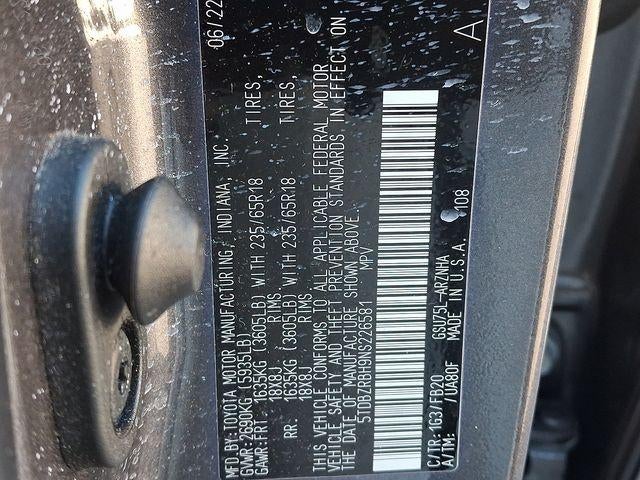 MFD. BY: TOYOTA MOTOR MANUFACTURING, INDIANA, INC. 06/22
GVWR: 2690KG (5935LB)
GAWR: FRT 1635KG (3605LB) WITH 235/65R18 TIRES,
18X8J RIMS
RR. 1635KG (3605LB) WITH 235/65R18 TIRES,
18X8J RIMS
THIS VEHICLE CONFORMS TO ALL APPLICABLE FEDERAL MOTOR
VEHICLE SAFETY AND THEFT PREVENTION STANDARDS IN EFFECT ON
THE DATE OF MANUFACTURE SHOWN ABOVE.
5TDBZRBH9NS226581 MPV
C/TR: 1G3/FB20 GSU75L-ARZNHA 108
A/TM: /UA80F MADE IN U.S.A. A